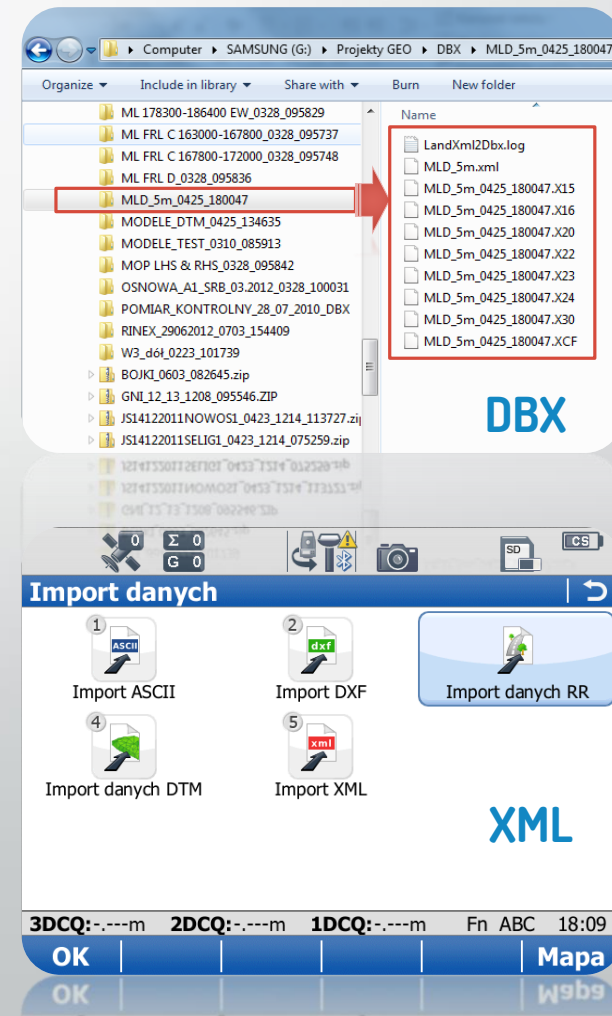 Computer ▸ SAMSUNG (G:) ▸ Projekty GEO ▸ DBX ▸ MLD_5m_0425_180047
Organize Include in library Share with Burn New folder
ML 178300-186400 EW_0328_095829
ML FRL C 163000-167800_0328_095737
ML FRL C 167800-172000_0328_095748
ML FRL D_0328_095836
MLD_5m_0425_180047
MODELE_DTM_0425_134635
MODELE_TEST_0310_085913
MOP LHS & RHS_0328_095842
OSNOWA_A1_SRB_03.2012_0328_100031
POMIAR_KONTROLNY_28_07_2010_DBX
RINEX_29062012_0703_154409
W3_dół_0223_101739
BOJKI_0603_082645.zip
GNI_12_13_1208_095546.ZIP
JS14122011NOWOS1_0423_1214_113727.zip
JS14122011SELIG1_0423_1214_075259.zip
Name
LandXml2Dbx.log
MLD_5m.xml
MLD_5m_0425_180047.X15
MLD_5m_0425_180047.X16
MLD_5m_0425_180047.X20
MLD_5m_0425_180047.X22
MLD_5m_0425_180047.X23
MLD_5m_0425_180047.X24
MLD_5m_0425_180047.X30
MLD_5m_0425_180047.XCF
DBX
0 Σ 0 SD CS
G 0
Import danych
1 ASCII 2 dxf
Import ASCII Import DXF Import danych RR
4 5 xml
Import danych DTM Import XML
XML
3DCQ:-.---m 2DCQ:-.---m 1DCQ:-.---m Fn ABC 18:09
OK Mapa